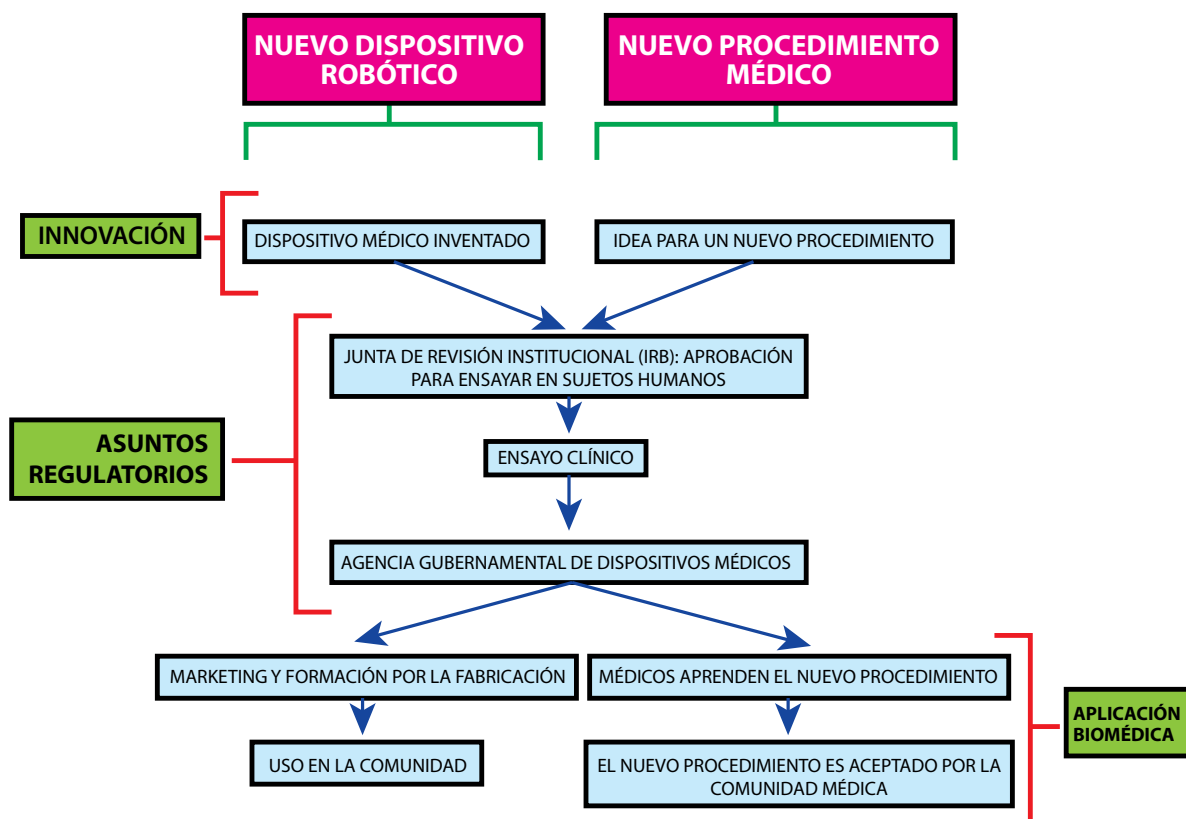 NUEVO DISPOSITIVO
ROBÓTICO
NUEVO PROCEDIMIENTO
MÉDICO
INNOVACIÓN
DISPOSITIVO MÉDICO INVENTADO
IDEA PARA UN NUEVO PROCEDIMIENTO
JUNTA DE REVISIÓN INSTITUCIONAL (IRB): APROBACIÓN
PARA ENSAYAR EN SUJETOS HUMANOS
ASUNTOS
REGULATORIOS
ENSAYO CLÍNICO
AGENCIA GUBERNAMENTAL DE DISPOSITIVOS MÉDICOS
MARKETING Y FORMACIÓN POR LA FABRICACIÓN
MÉDICOS APRENDEN EL NUEVO PROCEDIMIENTO
APLICACIÓN
BIOMÉDICA
USO EN LA COMUNIDAD
EL NUEVO PROCEDIMIENTO ES ACEPTADO POR LA
COMUNIDAD MÉDICA